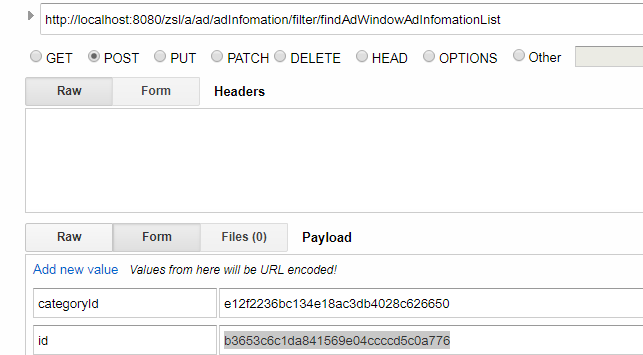 http://localhost:8080/zsl/a/ad/adInfomation/filter/findAdWindowAdInfomationList
GET POST PUT PATCH DELETE HEAD OPTIONS Other
Raw Form Headers
Raw Form Files (0) Payload
Add new value Values from here will be URL encoded!
categoryId e12f2236bc134e18ac3db4028c626650
id b3653c6c1da841569e04ccccd5c0a776